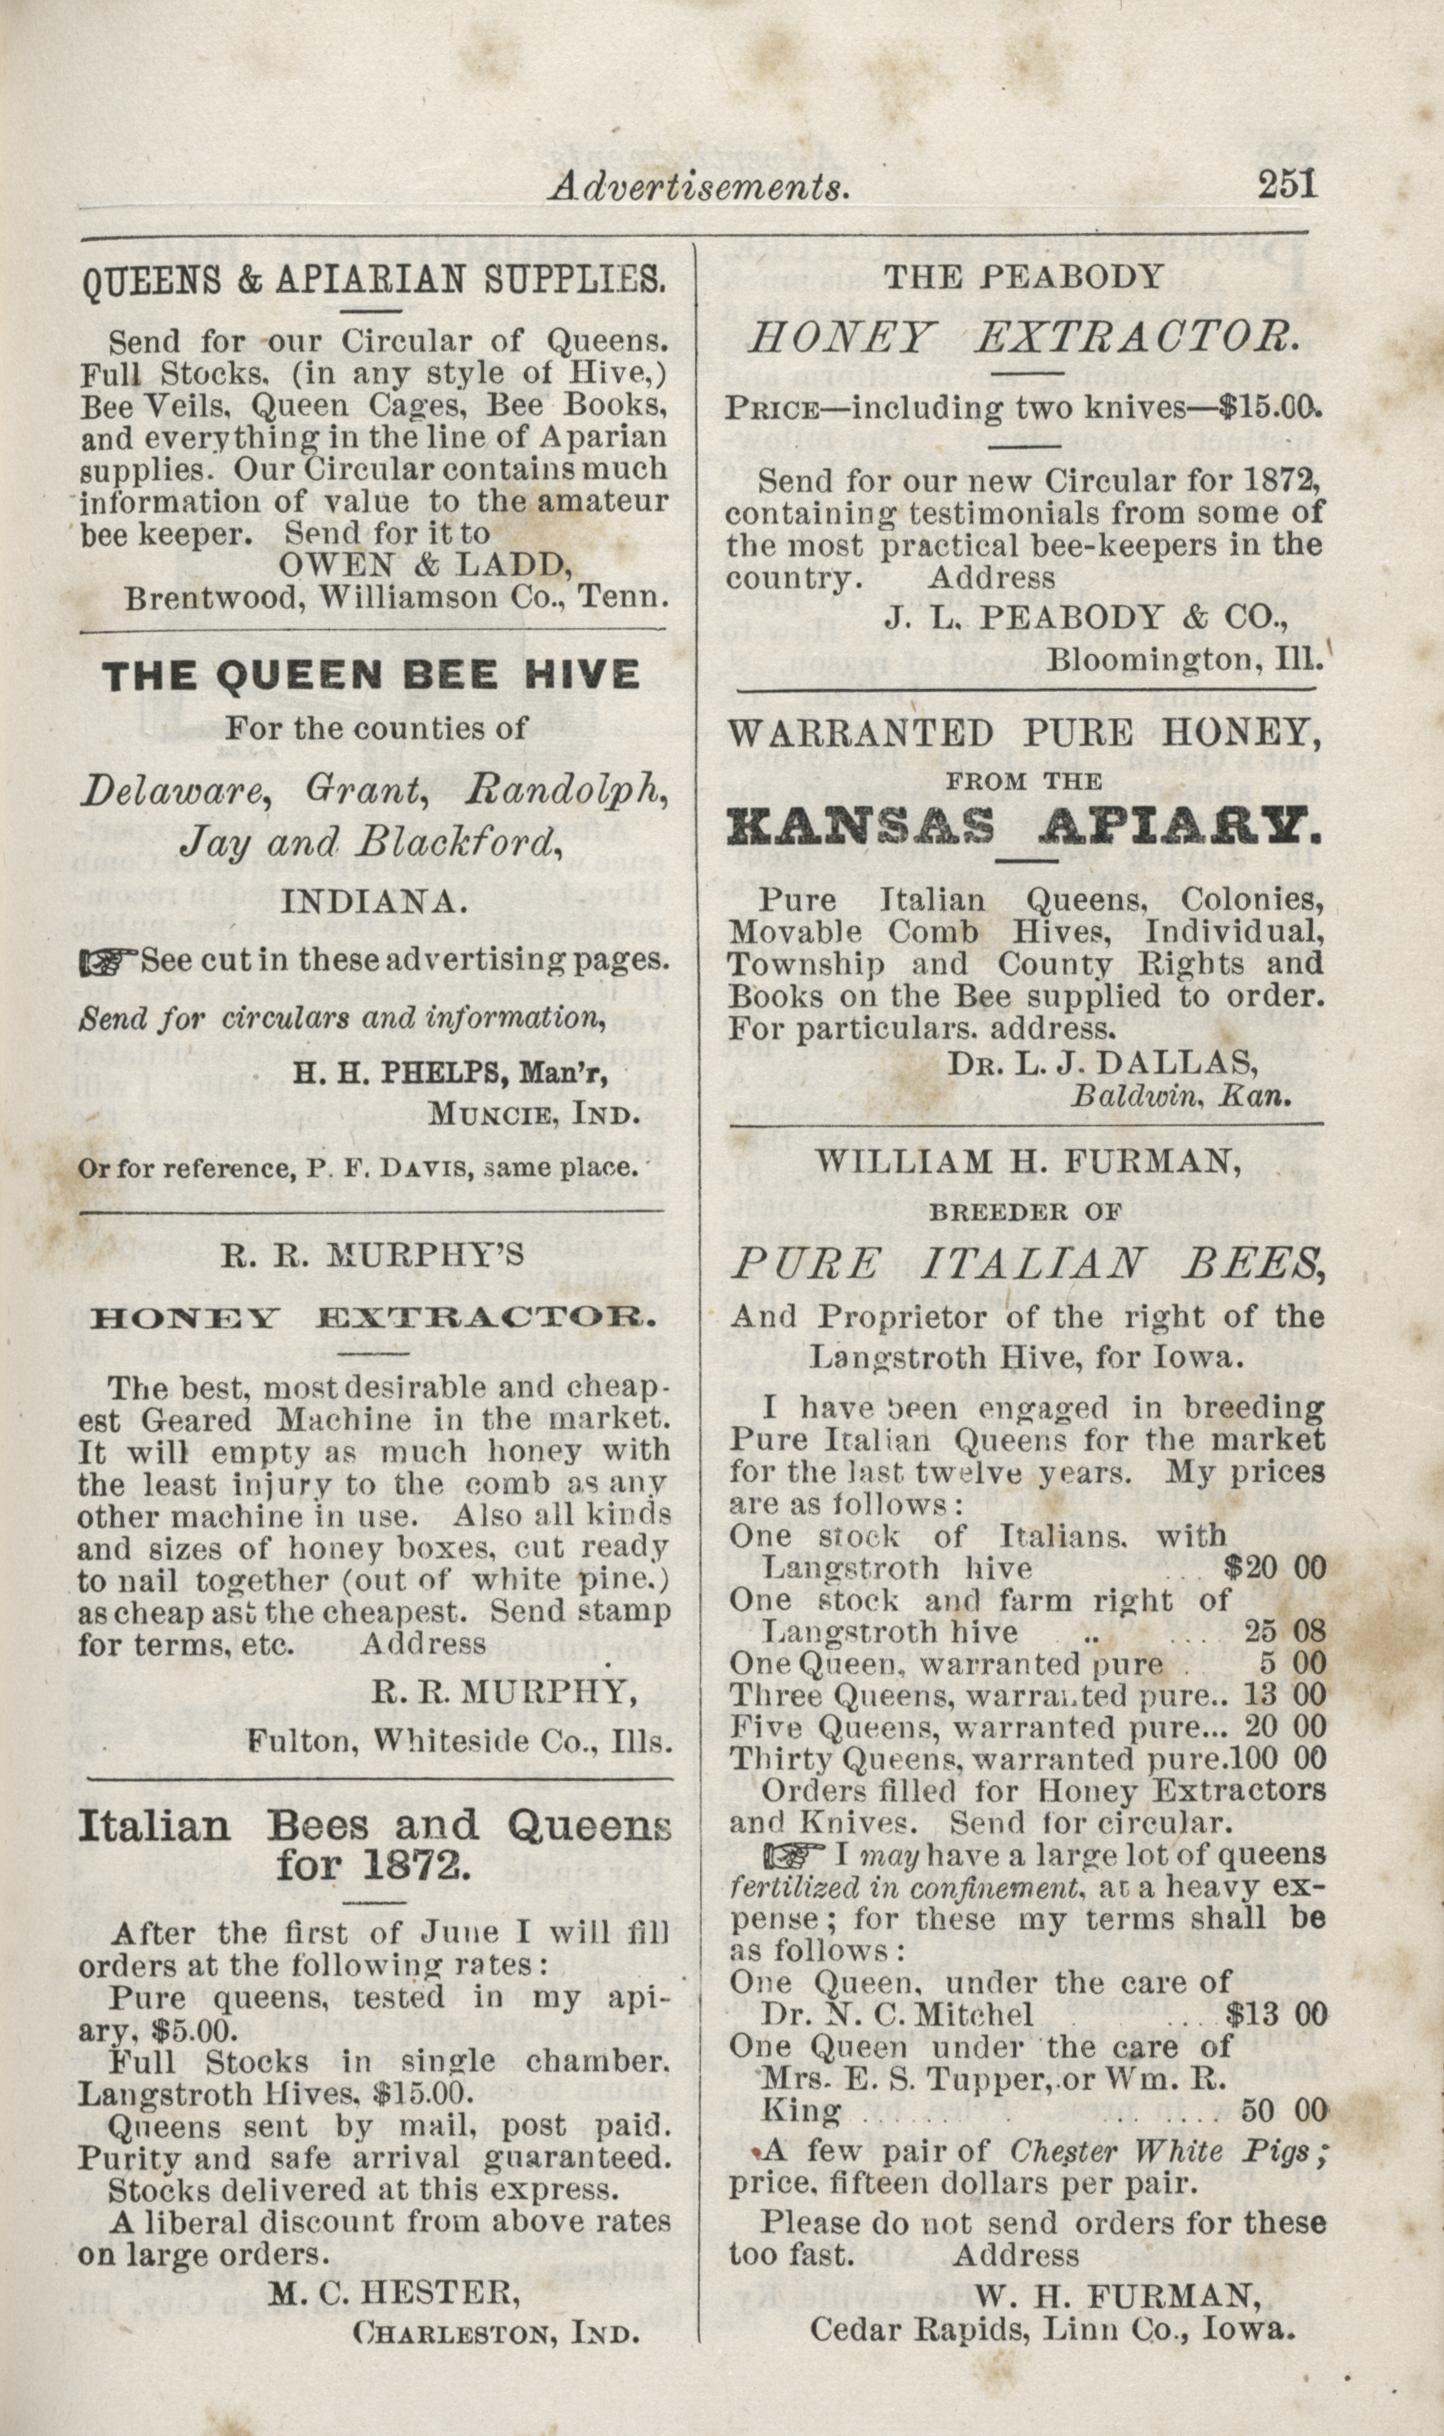 Advertisements. 251
QUEENS & APIARIAN SUPPLIES.
Send for our Circular of Queens.
Full Stocks. (in any style of Hive,)
Bee Veils, Queen Cages, Bee Books,
and everything in the line of Aparian
supplies. Our Circular contains much
information of value to the amateur
bee keeper. Send for it to
OWEN & LADD,
Brentwood, Williamson Co., Tenn.
THE QUEEN BEE HIVE
For the counties of
Delaware, Grant, Randolph,
Jay and Blackford,
INDIANA.
☞ See cut in these advertising pages.
Send for circulars and information,
H. H. PHELPS, Man'r,
MUNCIE, IND.
Or for reference, P. F. DAVIS, same place.
R. R. MURPHY'S
HONEY EXTRACTOR.
The best, most desirable and cheap-
est Geared Machine in the market.
It will empty as much honey with
the least injury to the comb as any
other machine in use. Also all kinds
and sizes of honey boxes, cut ready
to nail together (out of white pine.)
as cheap ast the cheapest. Send stamp
for terms, etc. Address
R. R. MURPHY,
Fulton, Whiteside Co., Ills.
Italian Bees and Queens
for 1872.
After the first of June I will fill
orders at the following rates:
Pure queens, tested in my api-
ary, $5.00.
Full Stocks in single chamber.
Langstroth Hives, $15.00.
Queens sent by mail, post paid.
Purity and safe arrival guaranteed.
Stocks delivered at this express.
A liberal discount from above rates
on large orders.
M. C. HESTER,
CHARLESTON, IND.
THE PEABODY
HONEY EXTRACTOR.
PRICE—including two knives—$15.00.
Send for our new Circular for 1872,
containing testimonials from some of
the most practical bee-keepers in the
country. Address
J. L. PEABODY & CO.,
Bloomington, Ill.
WARRANTED PURE HONEY,
FROM THE
KANSAS APIARY.
Pure Italian Queens, Colonies,
Movable Comb Hives, Individual,
Township and County Rights and
Books on the Bee supplied to order.
For particulars. address.
DR. L. J. DALLAS,
Baldwin, Kan.
WILLIAM H. FURMAN,
BREEDER OF
PURE ITALIAN BEES,
And Proprietor of the right of the
Langstroth Hive, for Iowa.
I have been engaged in breeding
Pure Italian Queens for the market
for the last twelve years. My prices
are as follows:
One stock of Italians. with
Langstroth hive ... $20 00
One stock and farm right of
Langstroth hive .. .... 25 08
One Queen, warranted pure . 5 00
Three Queens, warranted pure.. 13 00
Five Queens, warranted pure... 20 00
Thirty Queens, warranted pure.100 00
Orders filled for Honey Extractors
and Knives. Send for circular.
☞ I may have a large lot of queens
fertilized in confinement, at a heavy ex-
pense; for these my terms shall be
as follows:
One Queen, under the care of
Dr. N. C. Mitchel .... $13 00
One Queen under the care of
Mrs. E. S. Tupper, or Wm. R.
King ...... . .. .... 50 00
A few pair of Chester White Pigs;
price, fifteen dollars per pair.
Please do not send orders for these
too fast. Address
W. H. FURMAN,
Cedar Rapids, Linn Co., Iowa.